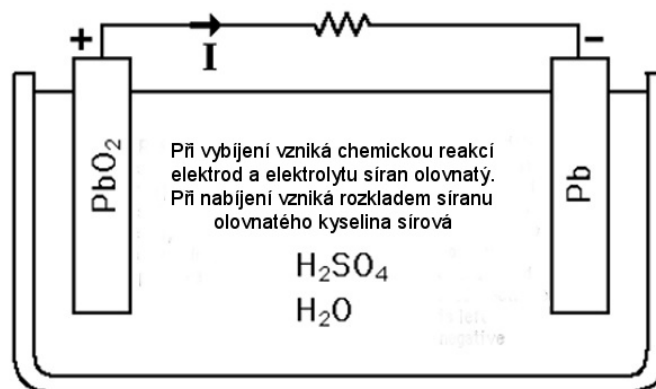 +
−
I
PbO₂
Při vybíjení vzniká chemickou reakcí
elektrod a elektrolytu síran olovnatý.
Při nabíjení vzniká rozkladem síranu
olovnatého kyselina sírová
Pb
H₂SO₄
H₂O
negative